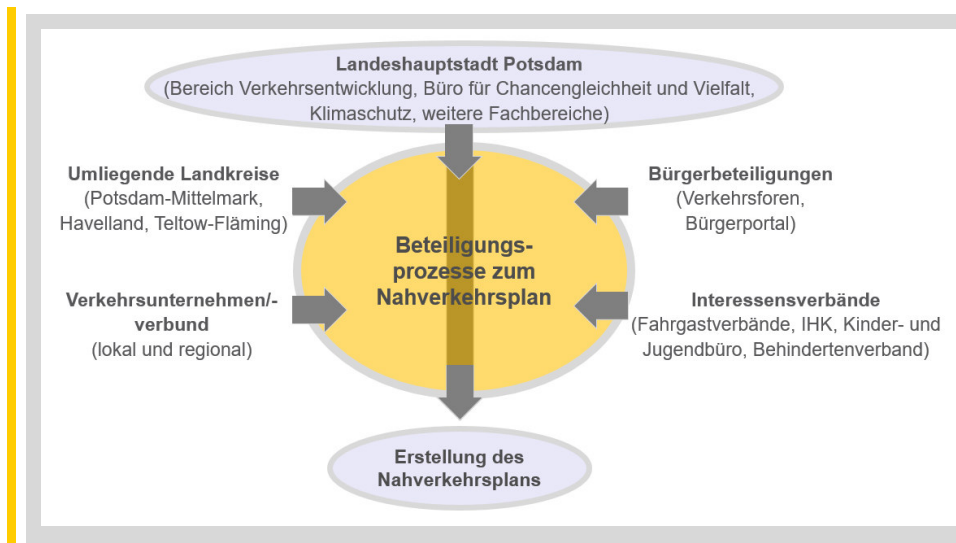 Landeshauptstadt Potsdam
(Bereich Verkehrsentwicklung, Büro für Chancengleichheit und Vielfalt,
Klimaschutz, weitere Fachbereiche)
Umliegende Landkreise
(Potsdam-Mittelmark,
Havelland, Teltow-Fläming)
Bürgerbeteiligungen
(Verkehrsforen,
Bürgerportal)
Beteiligungs-
prozesse zum
Nahverkehrsplan
Verkehrsunternehmen/-
verbund
(lokal und regional)
Interessensverbände
(Fahrgastverbände, IHK, Kinder- und
Jugendbüro, Behindertenverband)
Erstellung des
Nahverkehrsplans